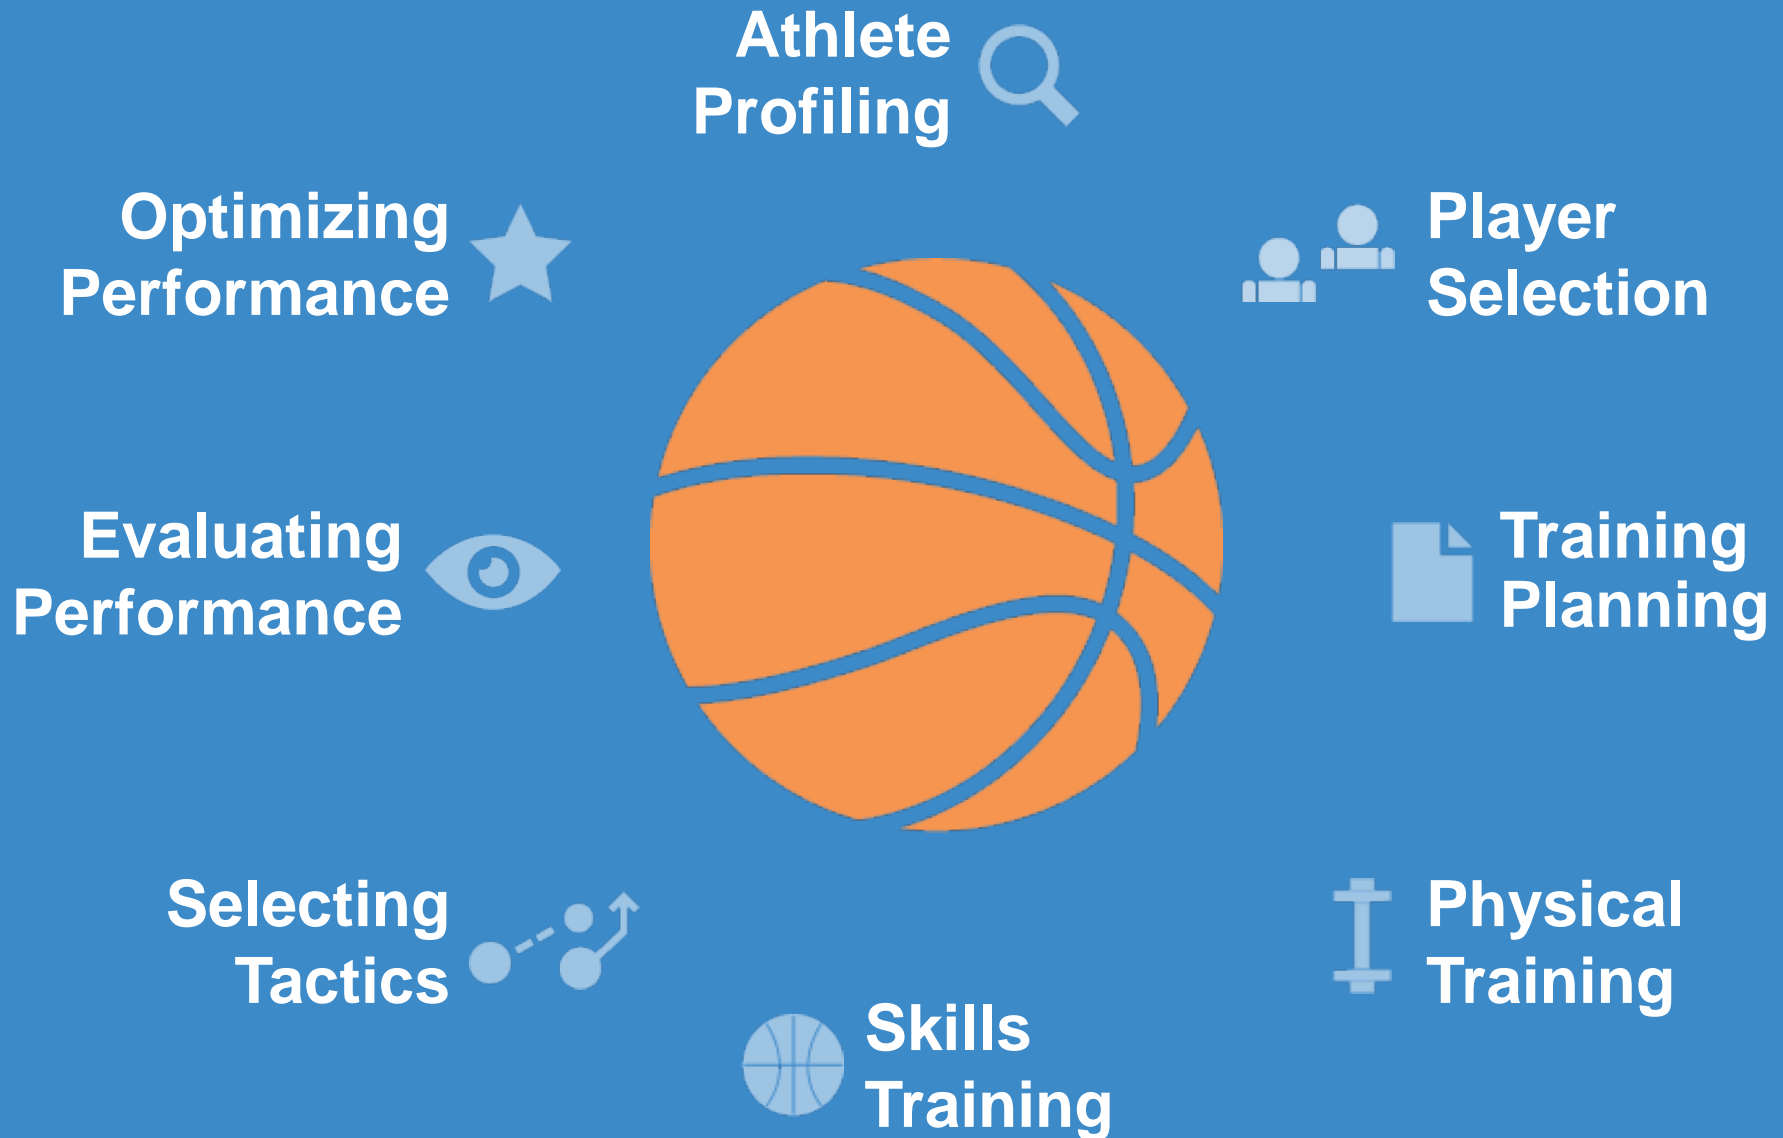 Athlete
Profiling
Optimizing
Performance
Player
Selection
Evaluating
Performance
Training
Planning
Selecting
Tactics
Physical
Training
Skills
Training